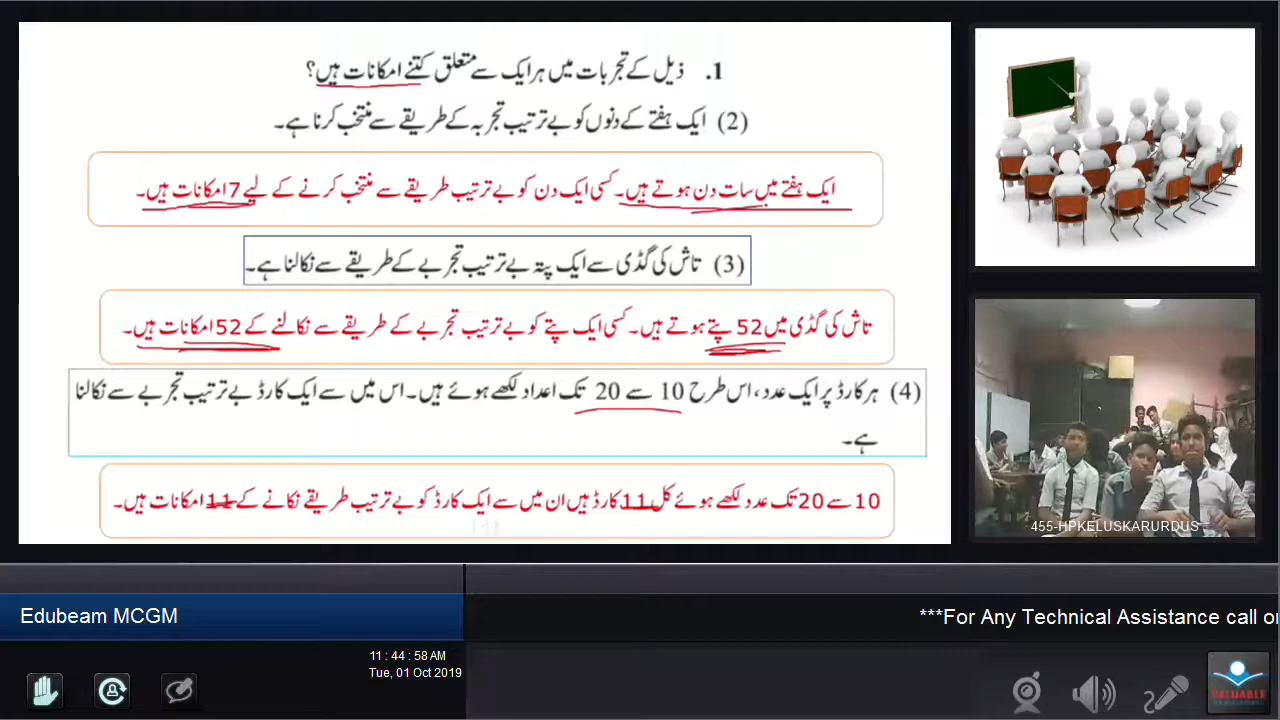 1. ذیل کے تجربات میں ہر ایک سے متعلق کتنے امکانات ہیں؟
(2) ایک ہفتے کے دنوں کو بے ترتیب تجربہ کے طریقے سے منتخب کرنا ہے۔
ایک ہفتے میں سات دن ہوتے ہیں۔ کسی ایک دن کو بے ترتیب طریقے سے منتخب کرنے کے لیے 7 امکانات ہیں۔
(3) تاش کی گڈی سے ایک پتہ بے ترتیب تجربے کے طریقے سے نکالنا ہے۔
تاش کی گڈی میں 52 پتے ہوتے ہیں۔ کسی ایک پتے کو بے ترتیب تجربے کے طریقے سے نکالنے کے 52 امکانات ہیں۔
(4) ہر کارڈ پر ایک عدد، اس طرح 10 سے 20 تک اعداد لکھے ہوئے ہیں۔ اس میں سے ایک کارڈ بے ترتیب تجربے سے نکالنا
ہے۔
10 سے 20 تک عدد لکھے ہوئے کل 11 کارڈ ہیں ان میں سے ایک کارڈ کو بے ترتیب طریقے نکانے کے 11 امکانات ہیں۔
455-HPKELUSKARURDUS
Edubeam MCGM
***For Any Technical Assistance call
11 : 44 : 58 AM
Tue, 01 Oct 2019
VALUABLE